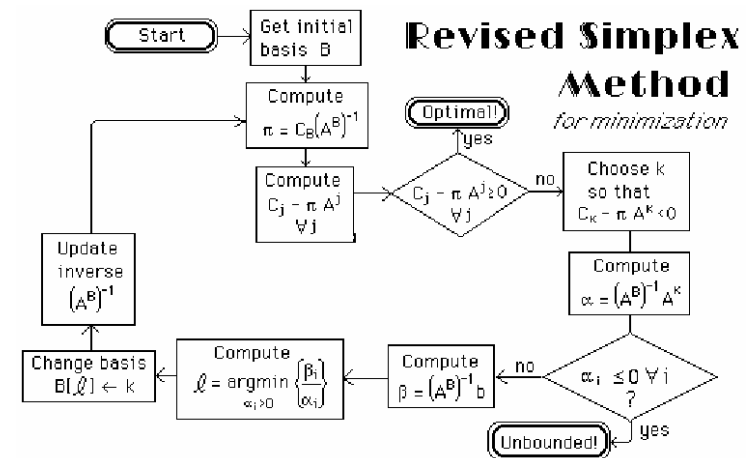 Revised Simplex
Method
for minimization
Start
Get initial
basis B
Compute
π = C_B(A^B)^-1
Compute
C_j - π A^j
∀ j
Optimal!
yes
C_j - π A^j ≥ 0
∀ j
no
Choose k
so that
C_K - π A^K < 0
Compute
α = (A^B)^-1 A^K
α_i ≤ 0 ∀ i
?
yes
Unbounded!
no
Compute
β = (A^B)^-1 b
Compute
ℓ = argmin {β_i / α_i}
α_i > 0
Change basis
B[ℓ] ← k
Update
inverse
(A^B)^-1